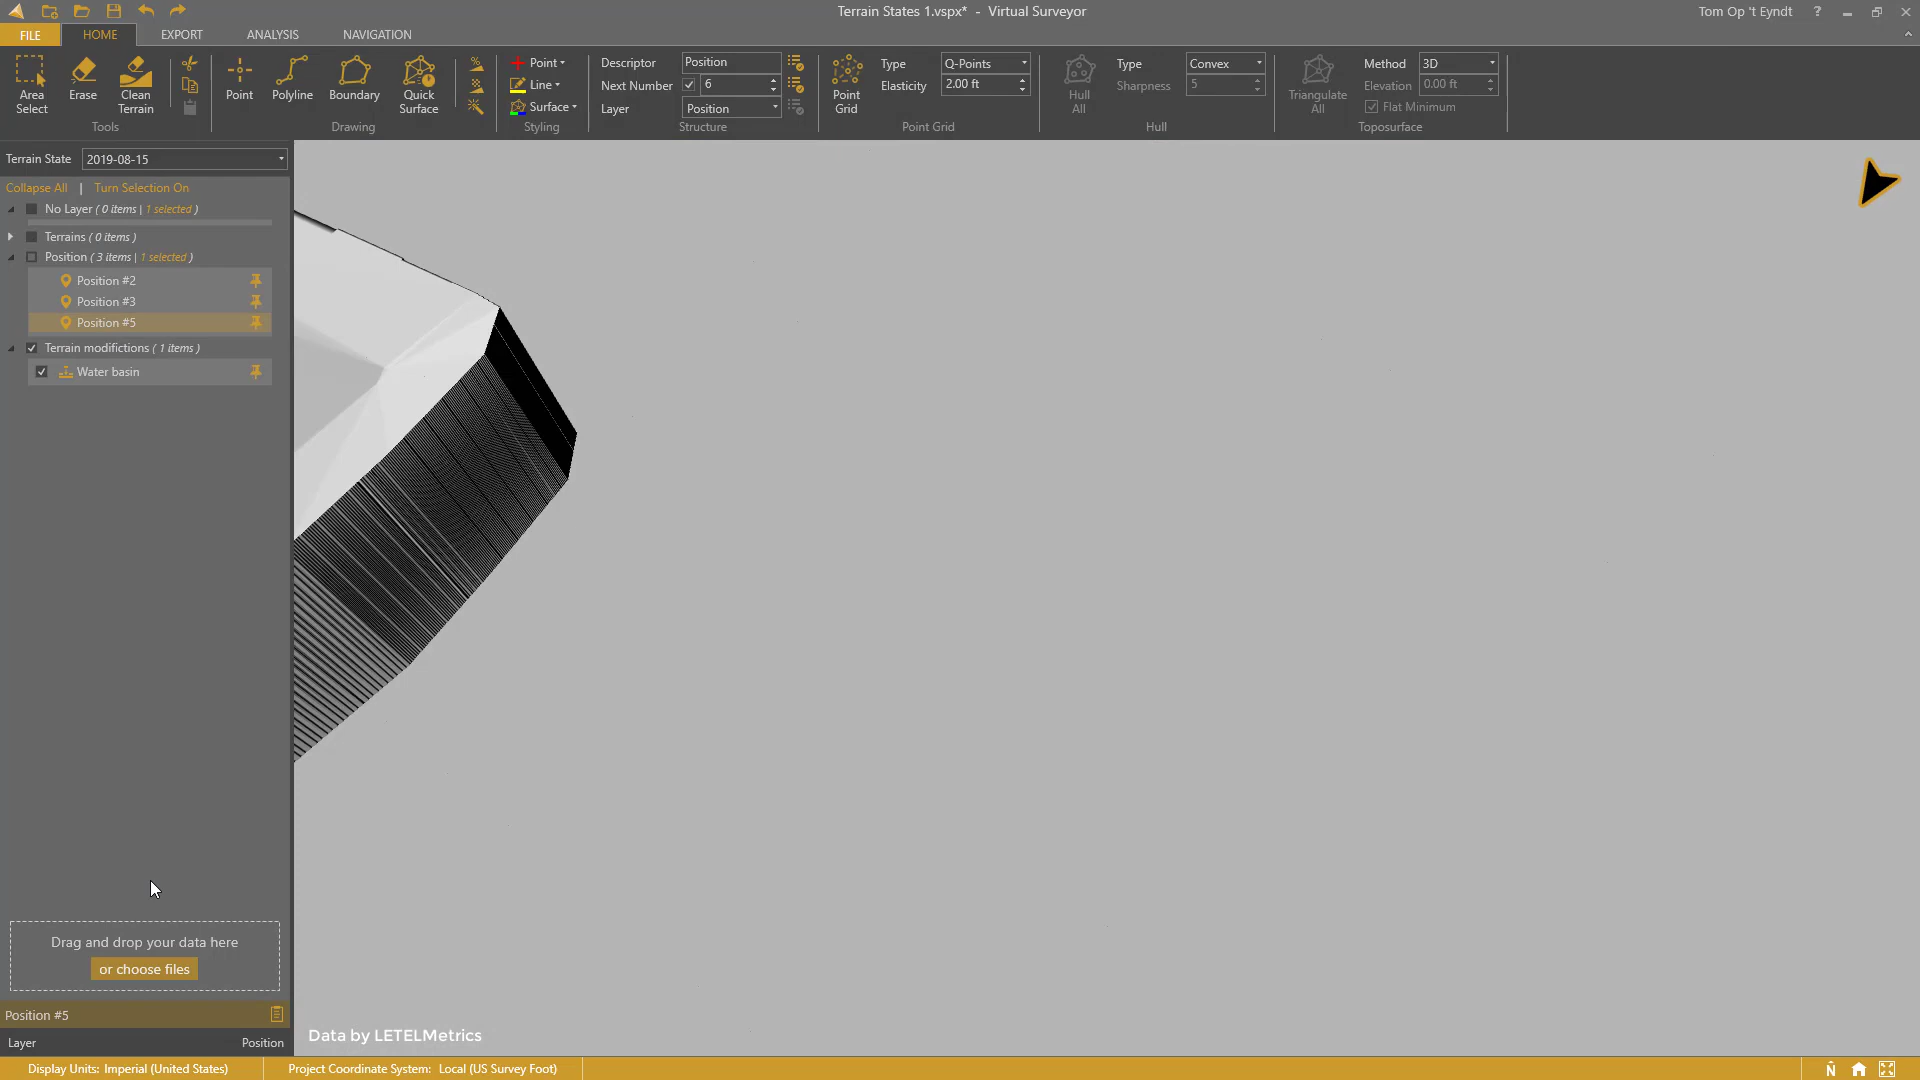 Terrain States 1.vspx* - Virtual Surveyor
Tom Op 't Eyndt ?
FILE HOME EXPORT ANALYSIS NAVIGATION
Area Select
Erase
Clean Terrain
Tools
Point
Polyline
Boundary
Quick Surface
Drawing
Point
Line
Surface
Styling
Descriptor Position
Next Number 6
Layer Position
Structure
Point Grid
Type Q-Points
Elasticity 2.00 ft
Point Grid
Hull All
Type Convex
Sharpness 5
Hull
Triangulate All
Method 3D
Elevation 0.00 ft
Flat Minimum
Toposurface
Terrain State 2019-08-15
Collapse All | Turn Selection On
No Layer ( 0 items | 1 selected )
Terrains ( 0 items )
Position ( 3 items | 1 selected )
Position #2
Position #3
Position #5
Terrain modifictions ( 1 items )
Water basin
Drag and drop your data here
or choose files
Position #5
Layer Position
Data by LETELMetrics
Display Units: Imperial (United States)
Project Coordinate System: Local (US Survey Foot)
N